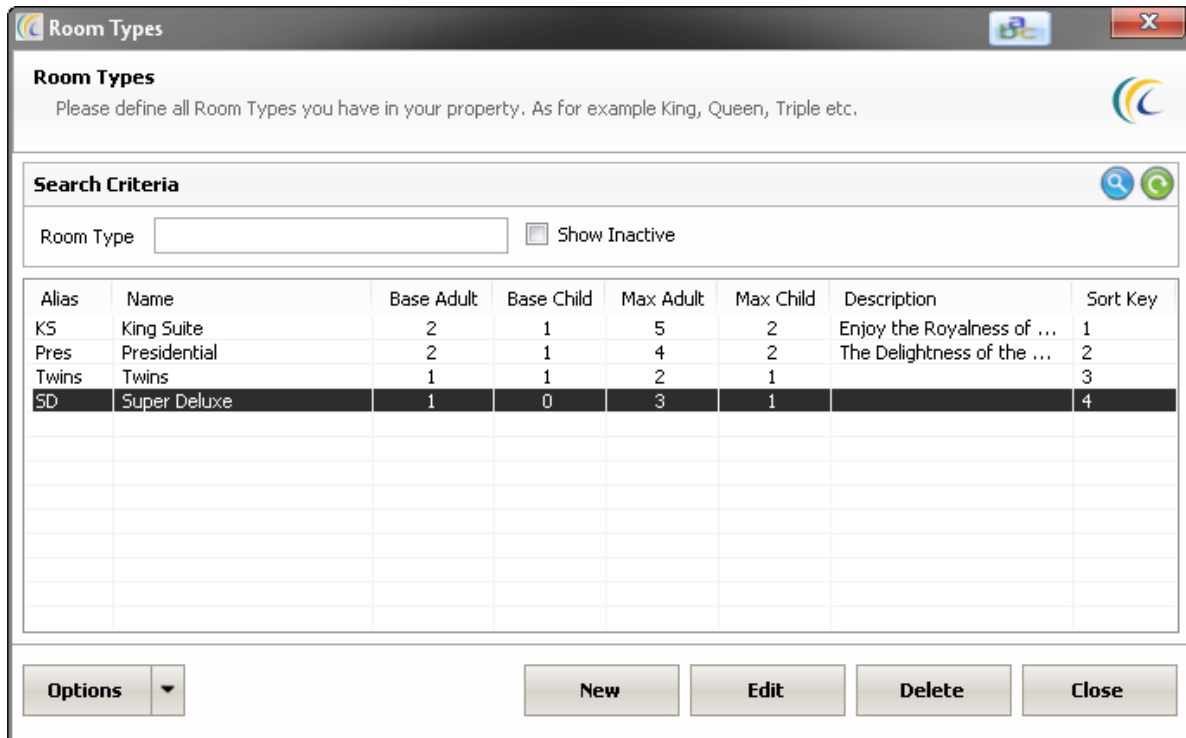 Room Types
abc
Room Types
Please define all Room Types you have in your property. As for example King, Queen, Triple etc.
Search Criteria
Room Type Show Inactive
Alias Name Base Adult Base Child Max Adult Max Child Description Sort Key
KS King Suite 2 1 5 2 Enjoy the Royalness of ... 1
Pres Presidential 2 1 4 2 The Delightness of the ... 2
Twins Twins 1 1 2 1 3
SD Super Deluxe 1 0 3 1 4
Options New Edit Delete Close